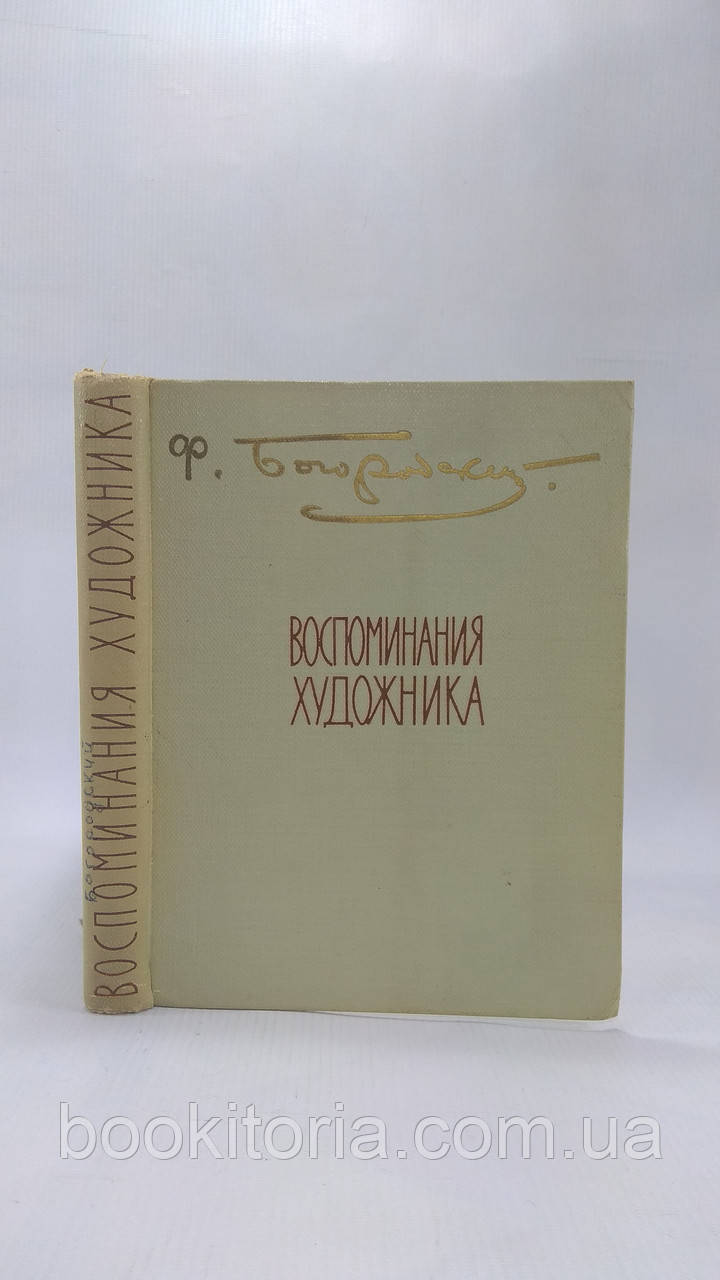 Ф. Богородский.
ВОСПОМИНАНИЯ
ХУДОЖНИКА
ВОСПОМИНАНИЯ ХУДОЖНИКА
Богородский
bookitoria.com.ua